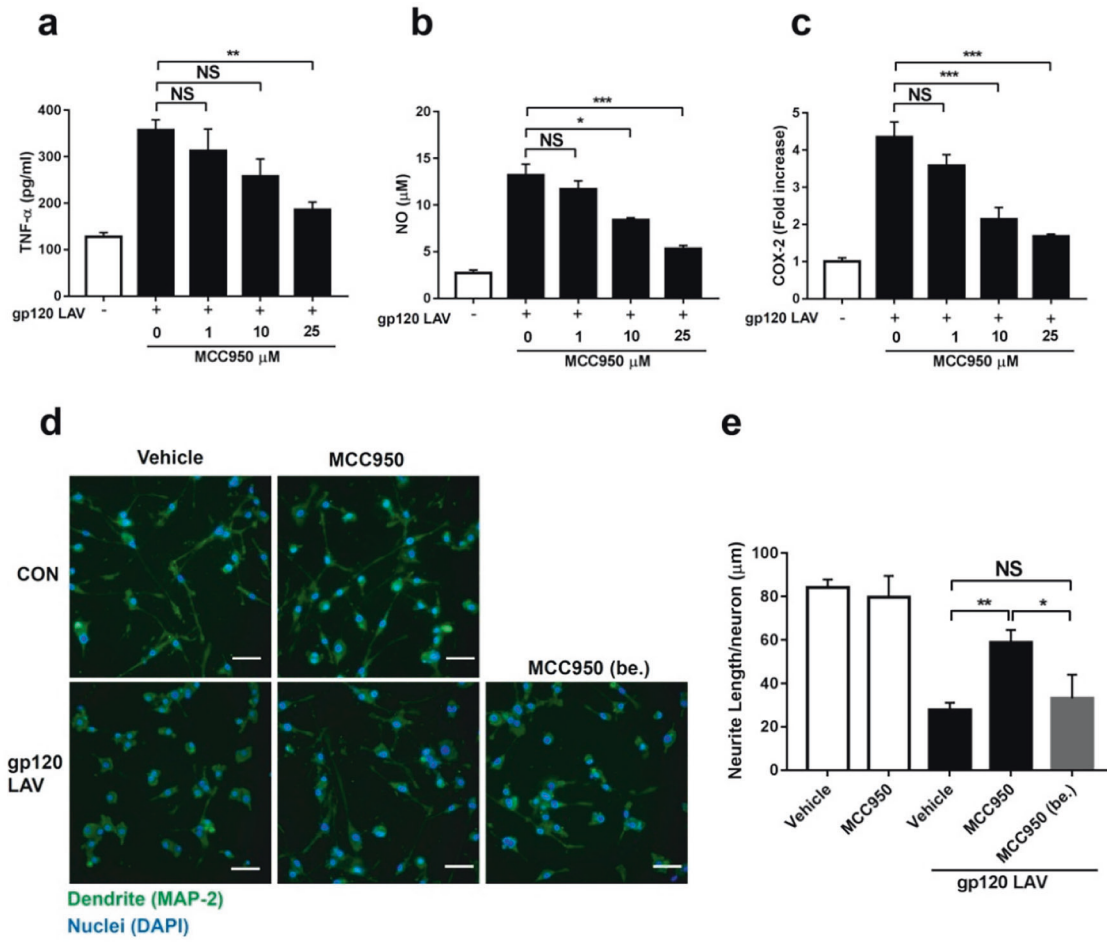 a
**
NS
NS
400
300
200
100
0
TNF-α (pg/ml)
gp120 LAV - + + + +
0 1 10 25
MCC950 μM
b
***
*
NS
20
15
10
5
0
NO (μM)
gp120 LAV - + + + +
0 1 10 25
MCC950 μM
c
***
***
NS
5
4
3
2
1
0
COX-2 (Fold increase)
gp120 LAV - + + + +
0 1 10 25
MCC950 μM
d
Vehicle MCC950
CON
MCC950 (be.)
gp120
LAV
Dendrite (MAP-2)
Nuclei (DAPI)
e
100
80
60
40
20
0
Neurite Length/neuron (μm)
NS
** *
Vehicle MCC950 Vehicle MCC950 MCC950 (be.)
gp120 LAV